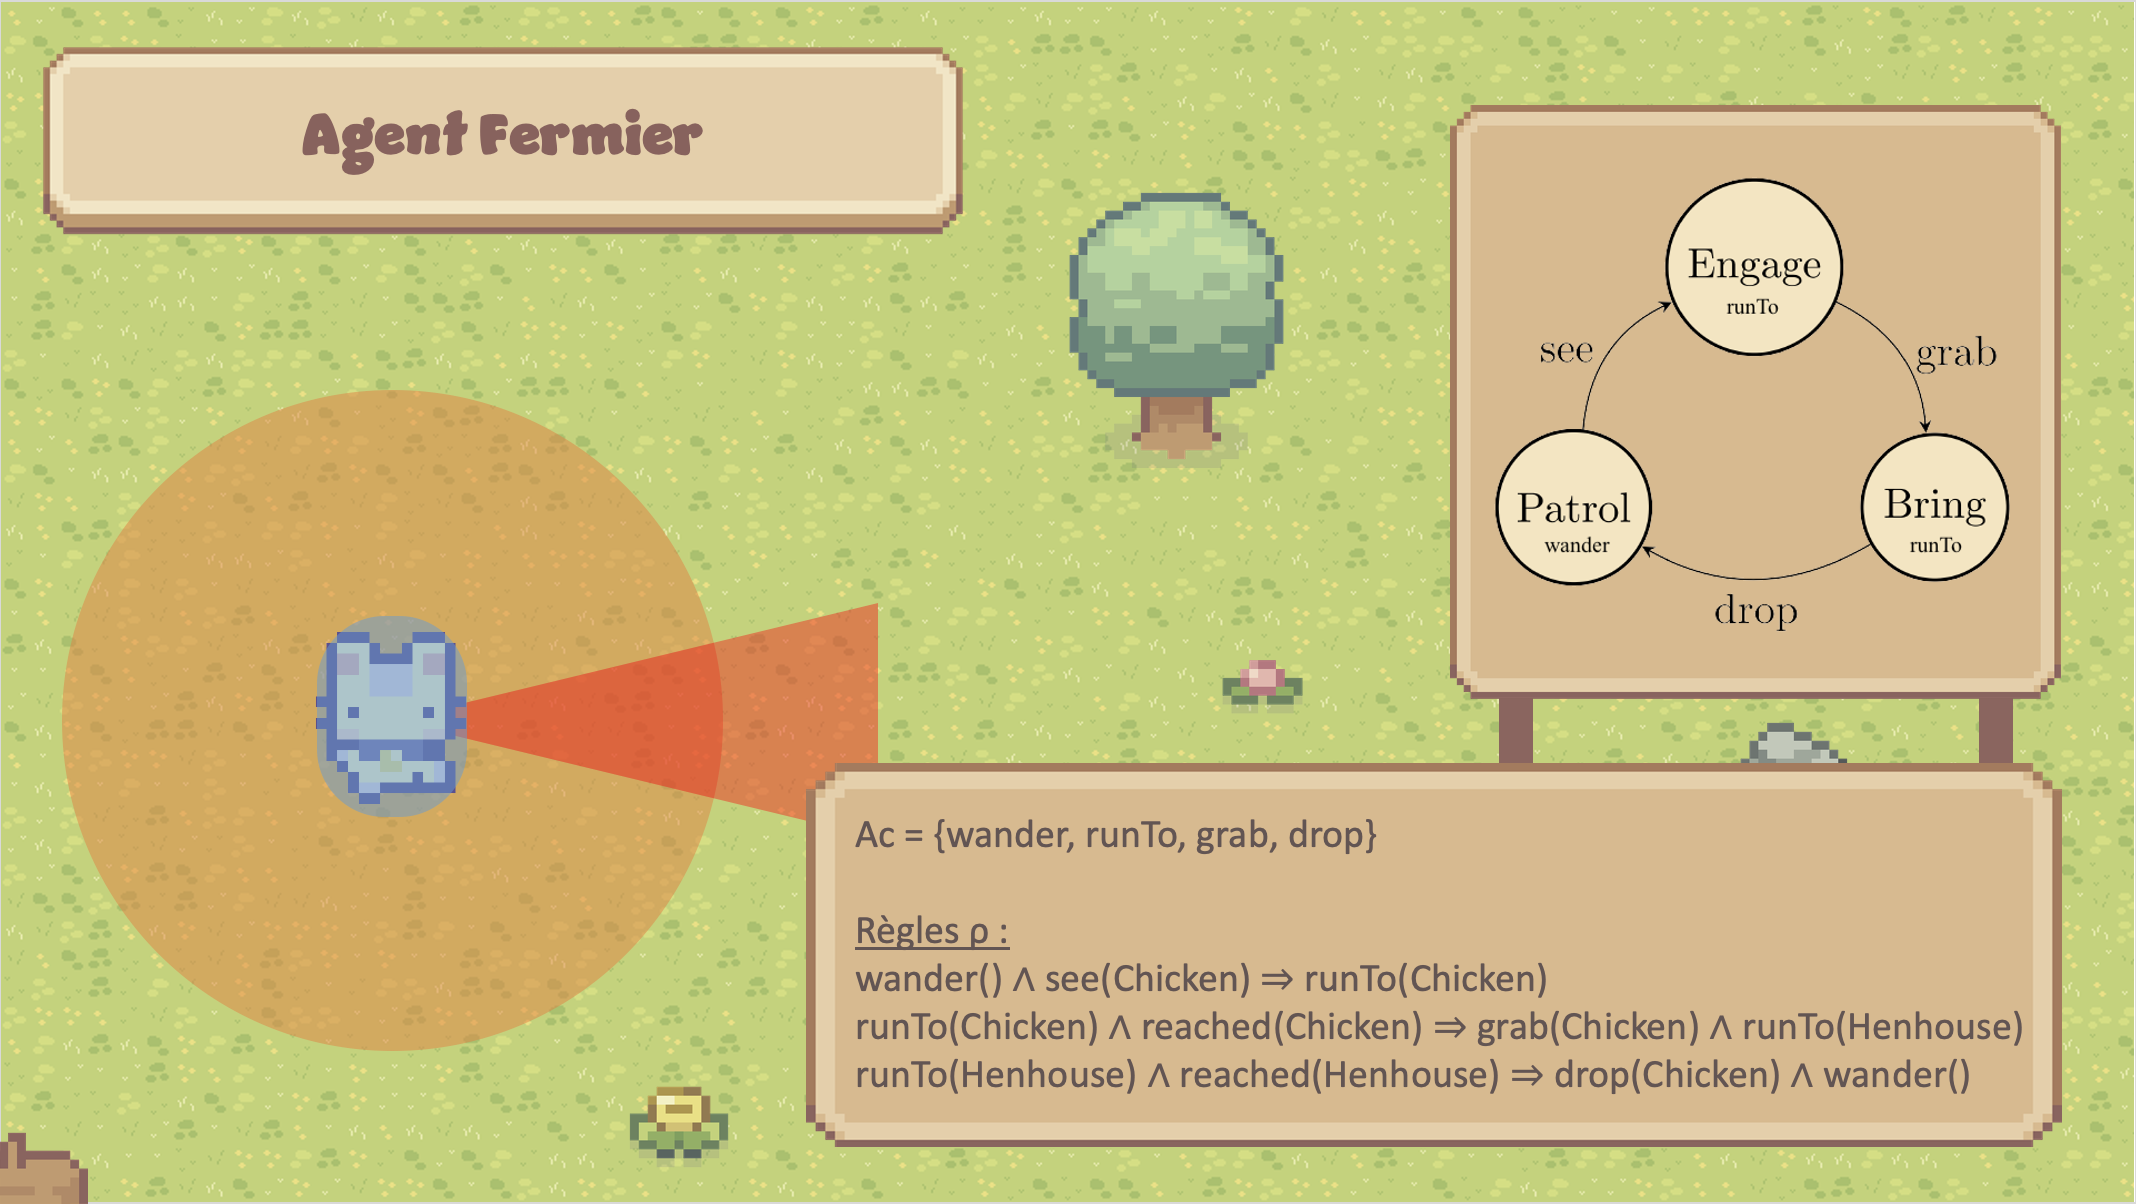 Agent Fermier
Engage
runTo
see
grab
Patrol
wander
Bring
runTo
drop
Ac = {wander, runTo, grab, drop}
Règles ρ :
wander() ∧ see(Chicken) ⇒ runTo(Chicken)
runTo(Chicken) ∧ reached(Chicken) ⇒ grab(Chicken) ∧ runTo(Henhouse)
runTo(Henhouse) ∧ reached(Henhouse) ⇒ drop(Chicken) ∧ wander()